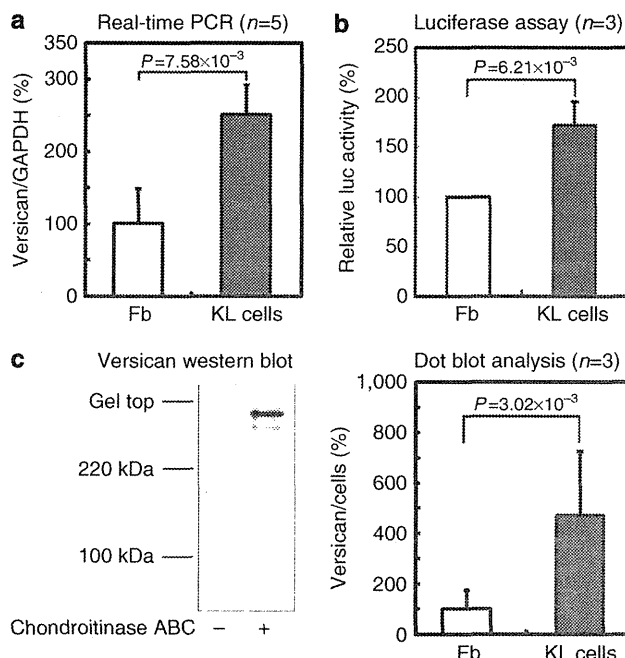 a Real-time PCR (n=5)
Versican/GAPDH (%)
350
300
250
200
100
0
P=7.58×10⁻³
Fb KL cells
b Luciferase assay (n=3)
Relative luc activity (%)
250
200
150
100
50
0
P=6.21×10⁻³
Fb KL cells
c Versican western blot
Gel top
220 kDa
100 kDa
Chondroitinase ABC − +
Dot blot analysis (n=3)
Versican/cells (%)
1,000
800
600
400
200
0
P=3.02×10⁻³
Fb KL cells